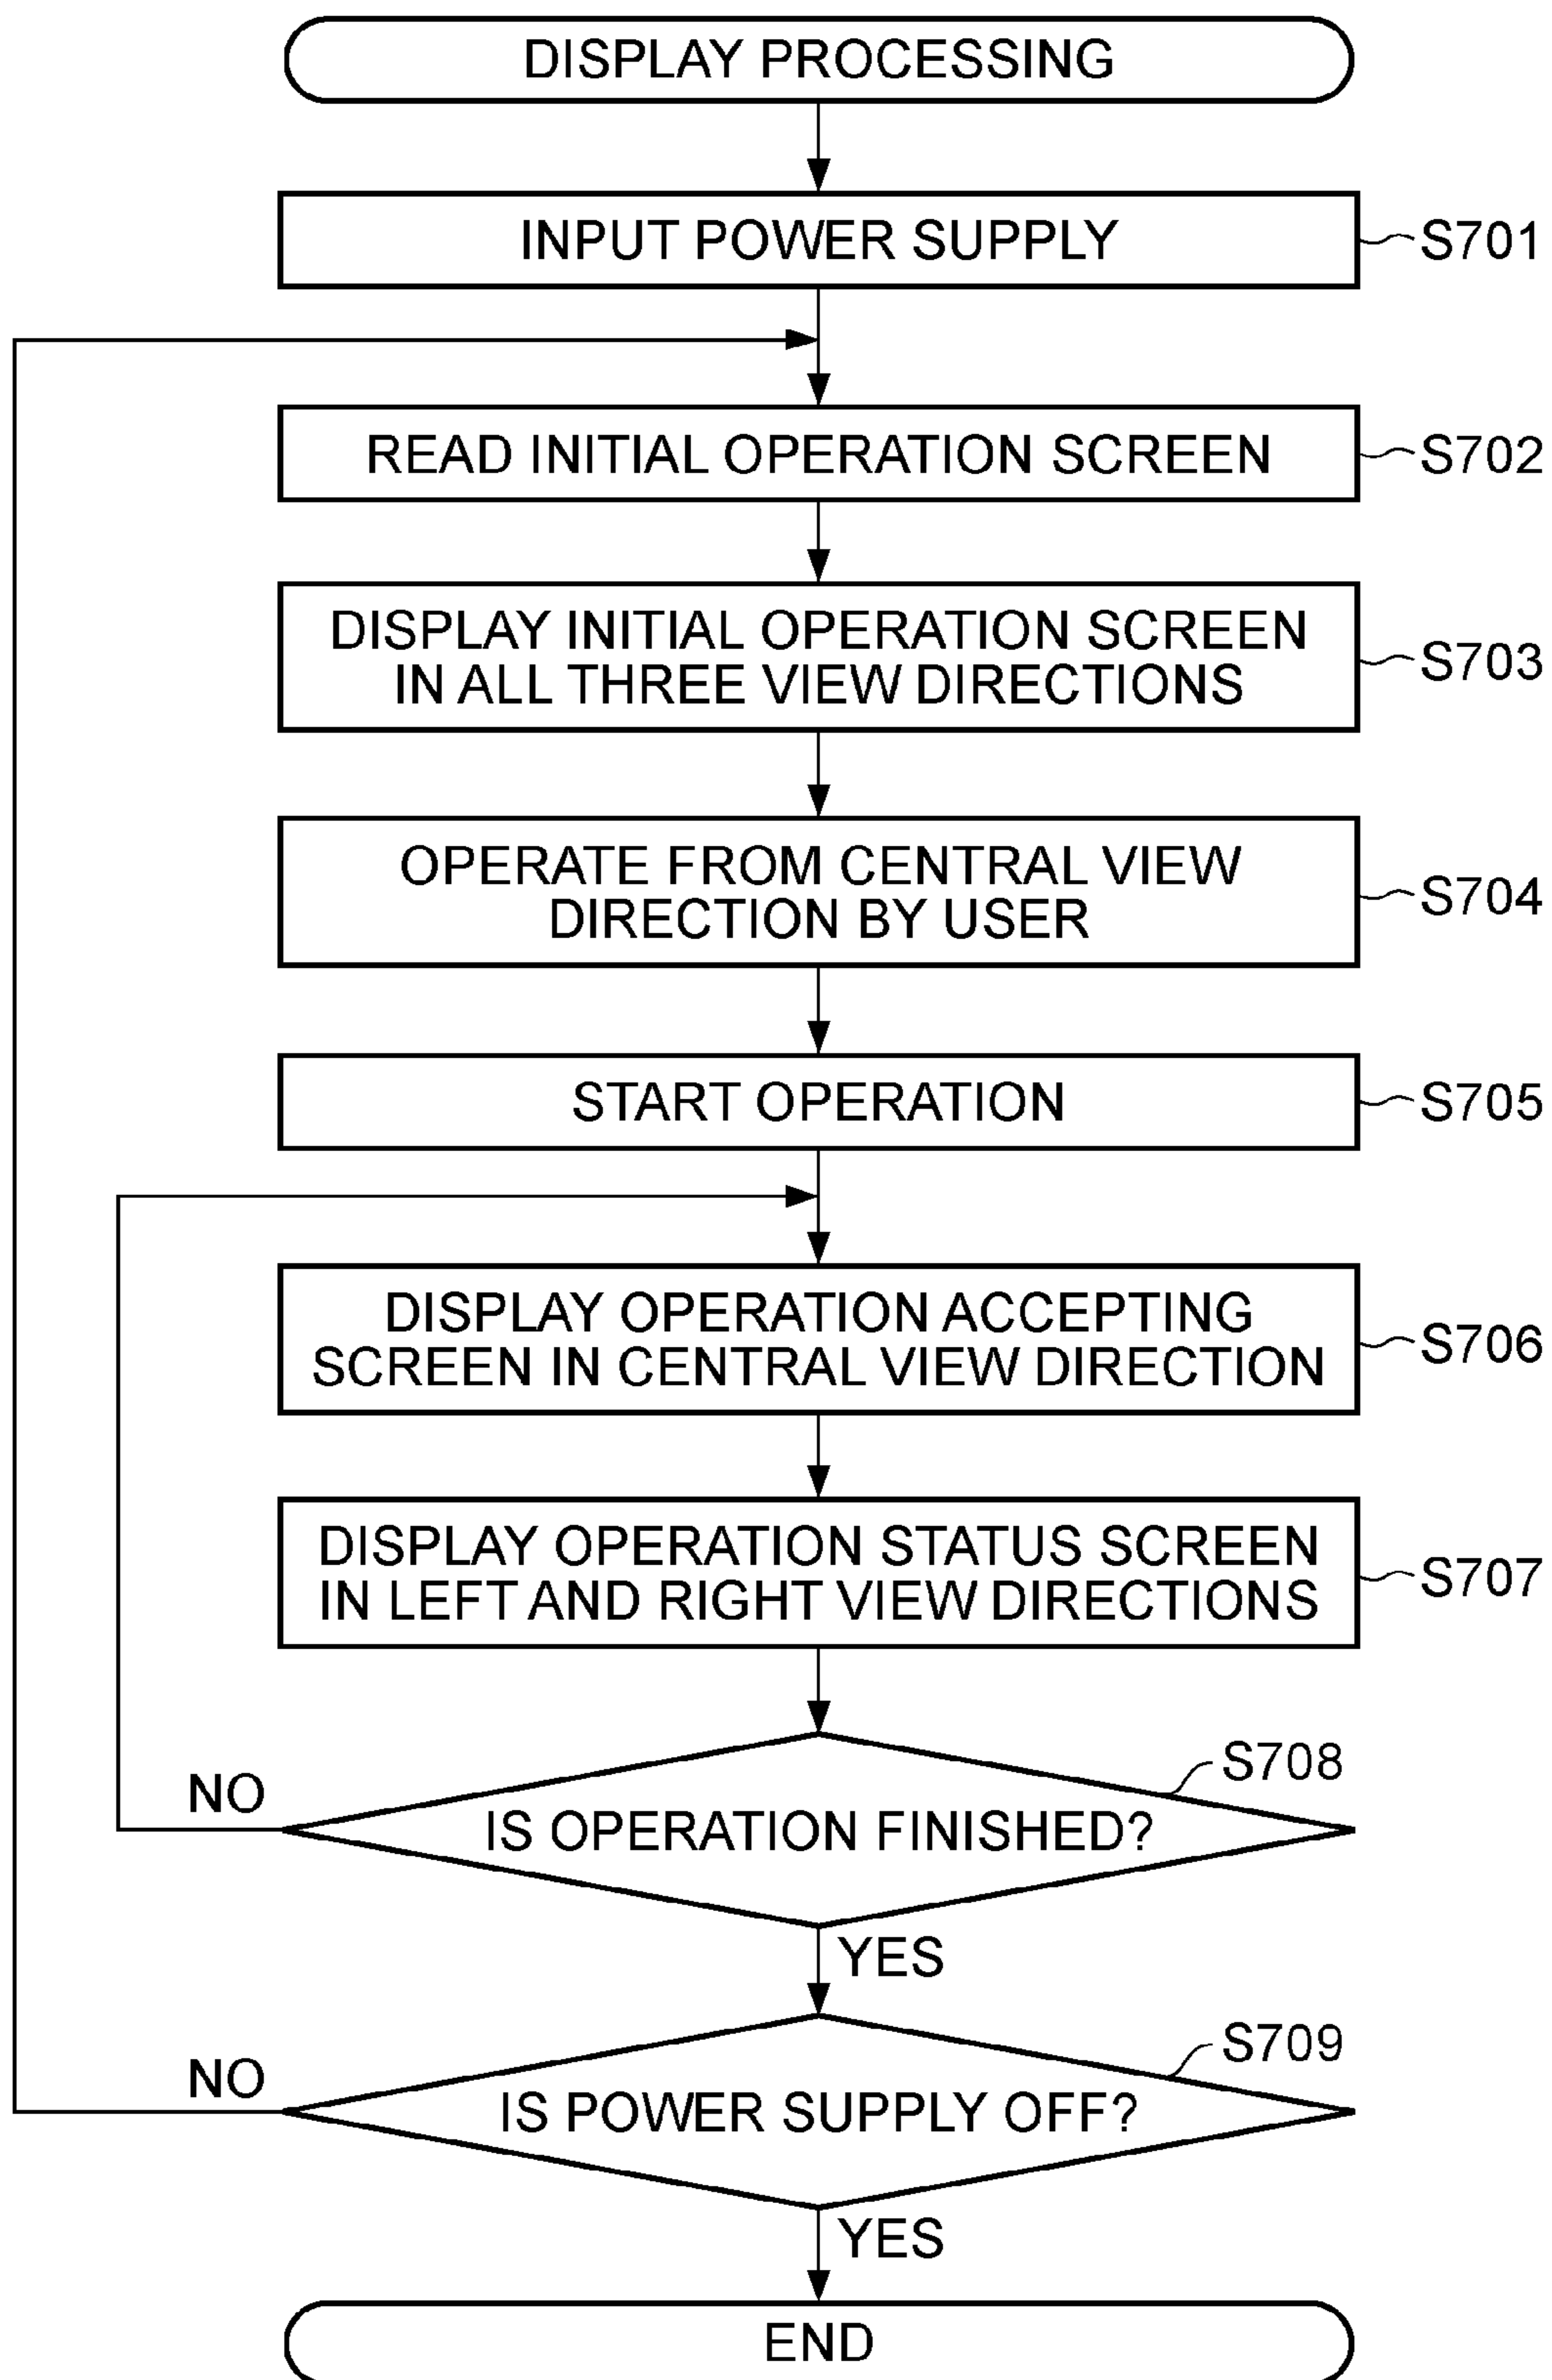 DISPLAY PROCESSING
INPUT POWER SUPPLY
S701
READ INITIAL OPERATION SCREEN
S702
DISPLAY INITIAL OPERATION SCREEN
IN ALL THREE VIEW DIRECTIONS
S703
OPERATE FROM CENTRAL VIEW
DIRECTION BY USER
S704
START OPERATION
S705
DISPLAY OPERATION ACCEPTING
SCREEN IN CENTRAL VIEW DIRECTION
S706
DISPLAY OPERATION STATUS SCREEN
IN LEFT AND RIGHT VIEW DIRECTIONS
S707
S708
NO
IS OPERATION FINISHED?
YES
S709
NO
IS POWER SUPPLY OFF?
YES
END